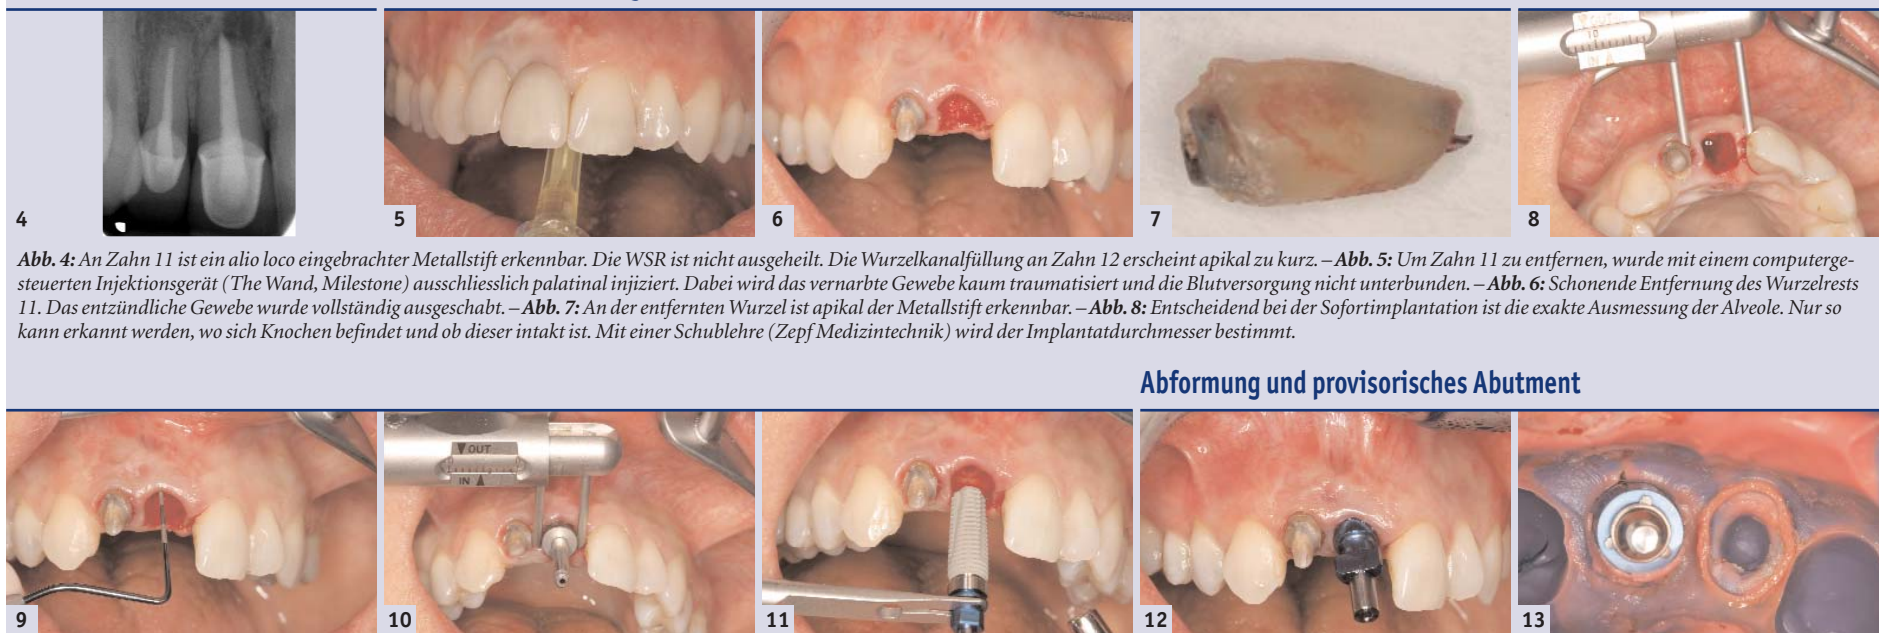 4
5
6
7
8
OUT
10
IN
Abb. 4: An Zahn 11 ist ein alio loco eingebrachter Metallstift erkennbar. Die WSR ist nicht ausgeheilt. Die Wurzelkanalfüllung an Zahn 12 erscheint apikal zu kurz. – Abb. 5: Um Zahn 11 zu entfernen, wurde mit einem computerge-
steuerten Injektionsgerät (The Wand, Milestone) ausschliesslich palatinal injiziert. Dabei wird das vernarbte Gewebe kaum traumatisiert und die Blutversorgung nicht unterbunden. – Abb. 6: Schonende Entfernung des Wurzelrests
11. Das entzündliche Gewebe wurde vollständig ausgeschabt. – Abb. 7: An der entfernten Wurzel ist apikal der Metallstift erkennbar. – Abb. 8: Entscheidend bei der Sofortimplantation ist die exakte Ausmessung der Alveole. Nur so
kann erkannt werden, wo sich Knochen befindet und ob dieser intakt ist. Mit einer Schublehre (Zepf Medizintechnik) wird der Implantatdurchmesser bestimmt.
Abformung und provisorisches Abutment
OUT
IN
9
10
11
12
13